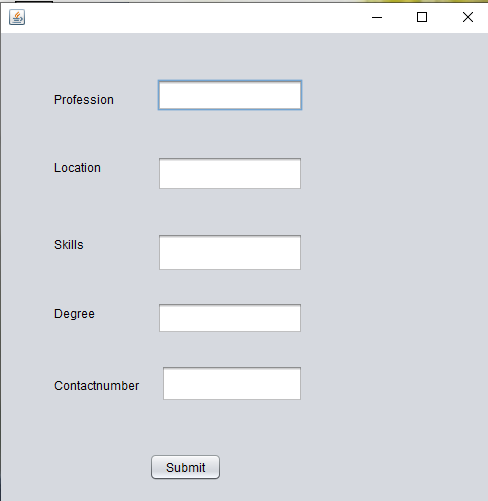 Profession
Location
Skills
Degree
Contactnumber
Submit